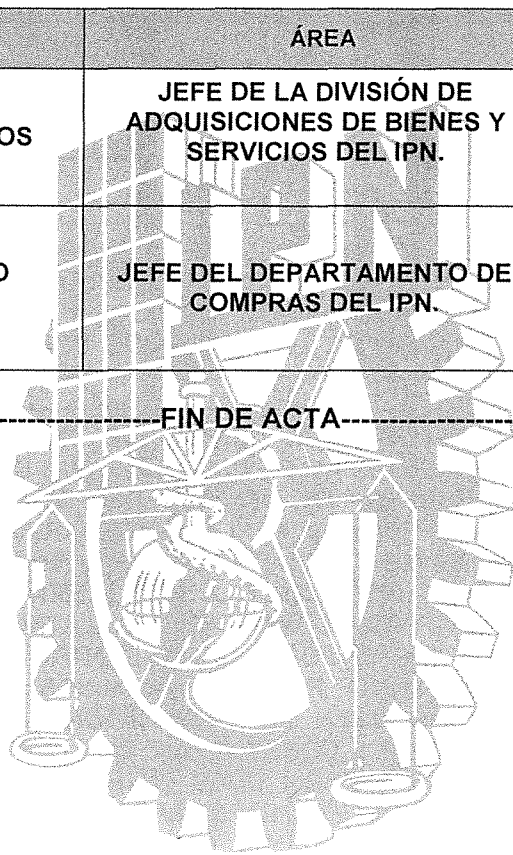 ÁREA
JEFE DE LA DIVISIÓN DE
ADQUISICIONES DE BIENES Y
SERVICIOS DEL IPN.
OS
JEFE DEL DEPARTAMENTO DE
COMPRAS DEL IPN.
O
----------------FIN DE ACTA-----------------
IPN